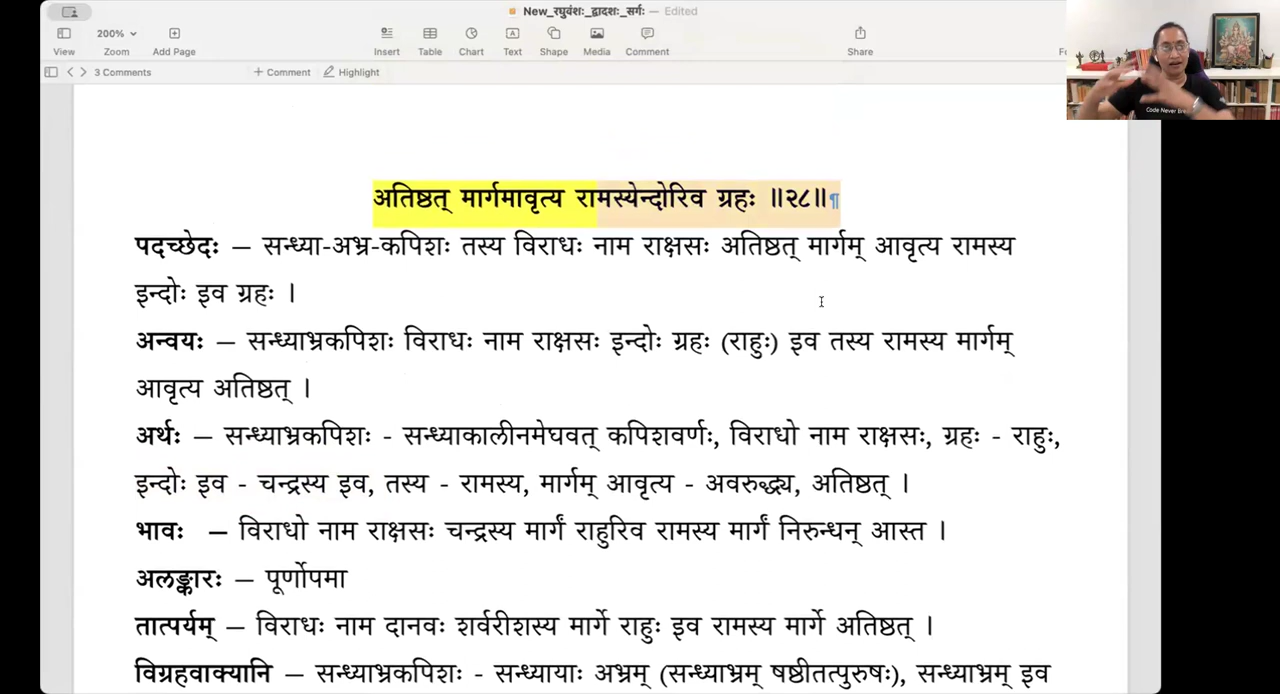 New_रघुवंशः_द्वादशः_सर्गः — Edited
200%
View Zoom Add Page Insert Table Chart Text Shape Media Comment Share
3 Comments + Comment Highlight
Code Never
अतिष्ठत् मार्गमावृत्य रामस्येन्दोरिव ग्रहः ॥२८॥¶
पदच्छेदः — सन्ध्या-अभ्र-कपिशः तस्य विराधः नाम राक्षसः अतिष्ठत् मार्गम् आवृत्य रामस्य
इन्दोः इव ग्रहः ।
अन्वयः — सन्ध्याभ्रकपिशः विराधः नाम राक्षसः इन्दोः ग्रहः (राहुः) इव तस्य रामस्य मार्गम्
आवृत्य अतिष्ठत् ।
अर्थः — सन्ध्याभ्रकपिशः - सन्ध्याकालीनमेघवत् कपिशवर्णः, विराधो नाम राक्षसः, ग्रहः - राहुः,
इन्दोः इव - चन्द्रस्य इव, तस्य - रामस्य, मार्गम् आवृत्य - अवरुद्ध्य, अतिष्ठत् ।
भावः — विराधो नाम राक्षसः चन्द्रस्य मार्गं राहुरिव रामस्य मार्गं निरुन्धन् आस्त ।
अलङ्कारः — पूर्णोपमा
तात्पर्यम् — विराधः नाम दानवः शर्वरीशस्य मार्गे राहुः इव रामस्य मार्गे अतिष्ठत् ।
विग्रहवाक्यानि — सन्ध्याभ्रकपिशः - सन्ध्यायाः अभ्रम् (सन्ध्याभ्रम् षष्ठीतत्पुरुषः), सन्ध्याभ्रम् इव